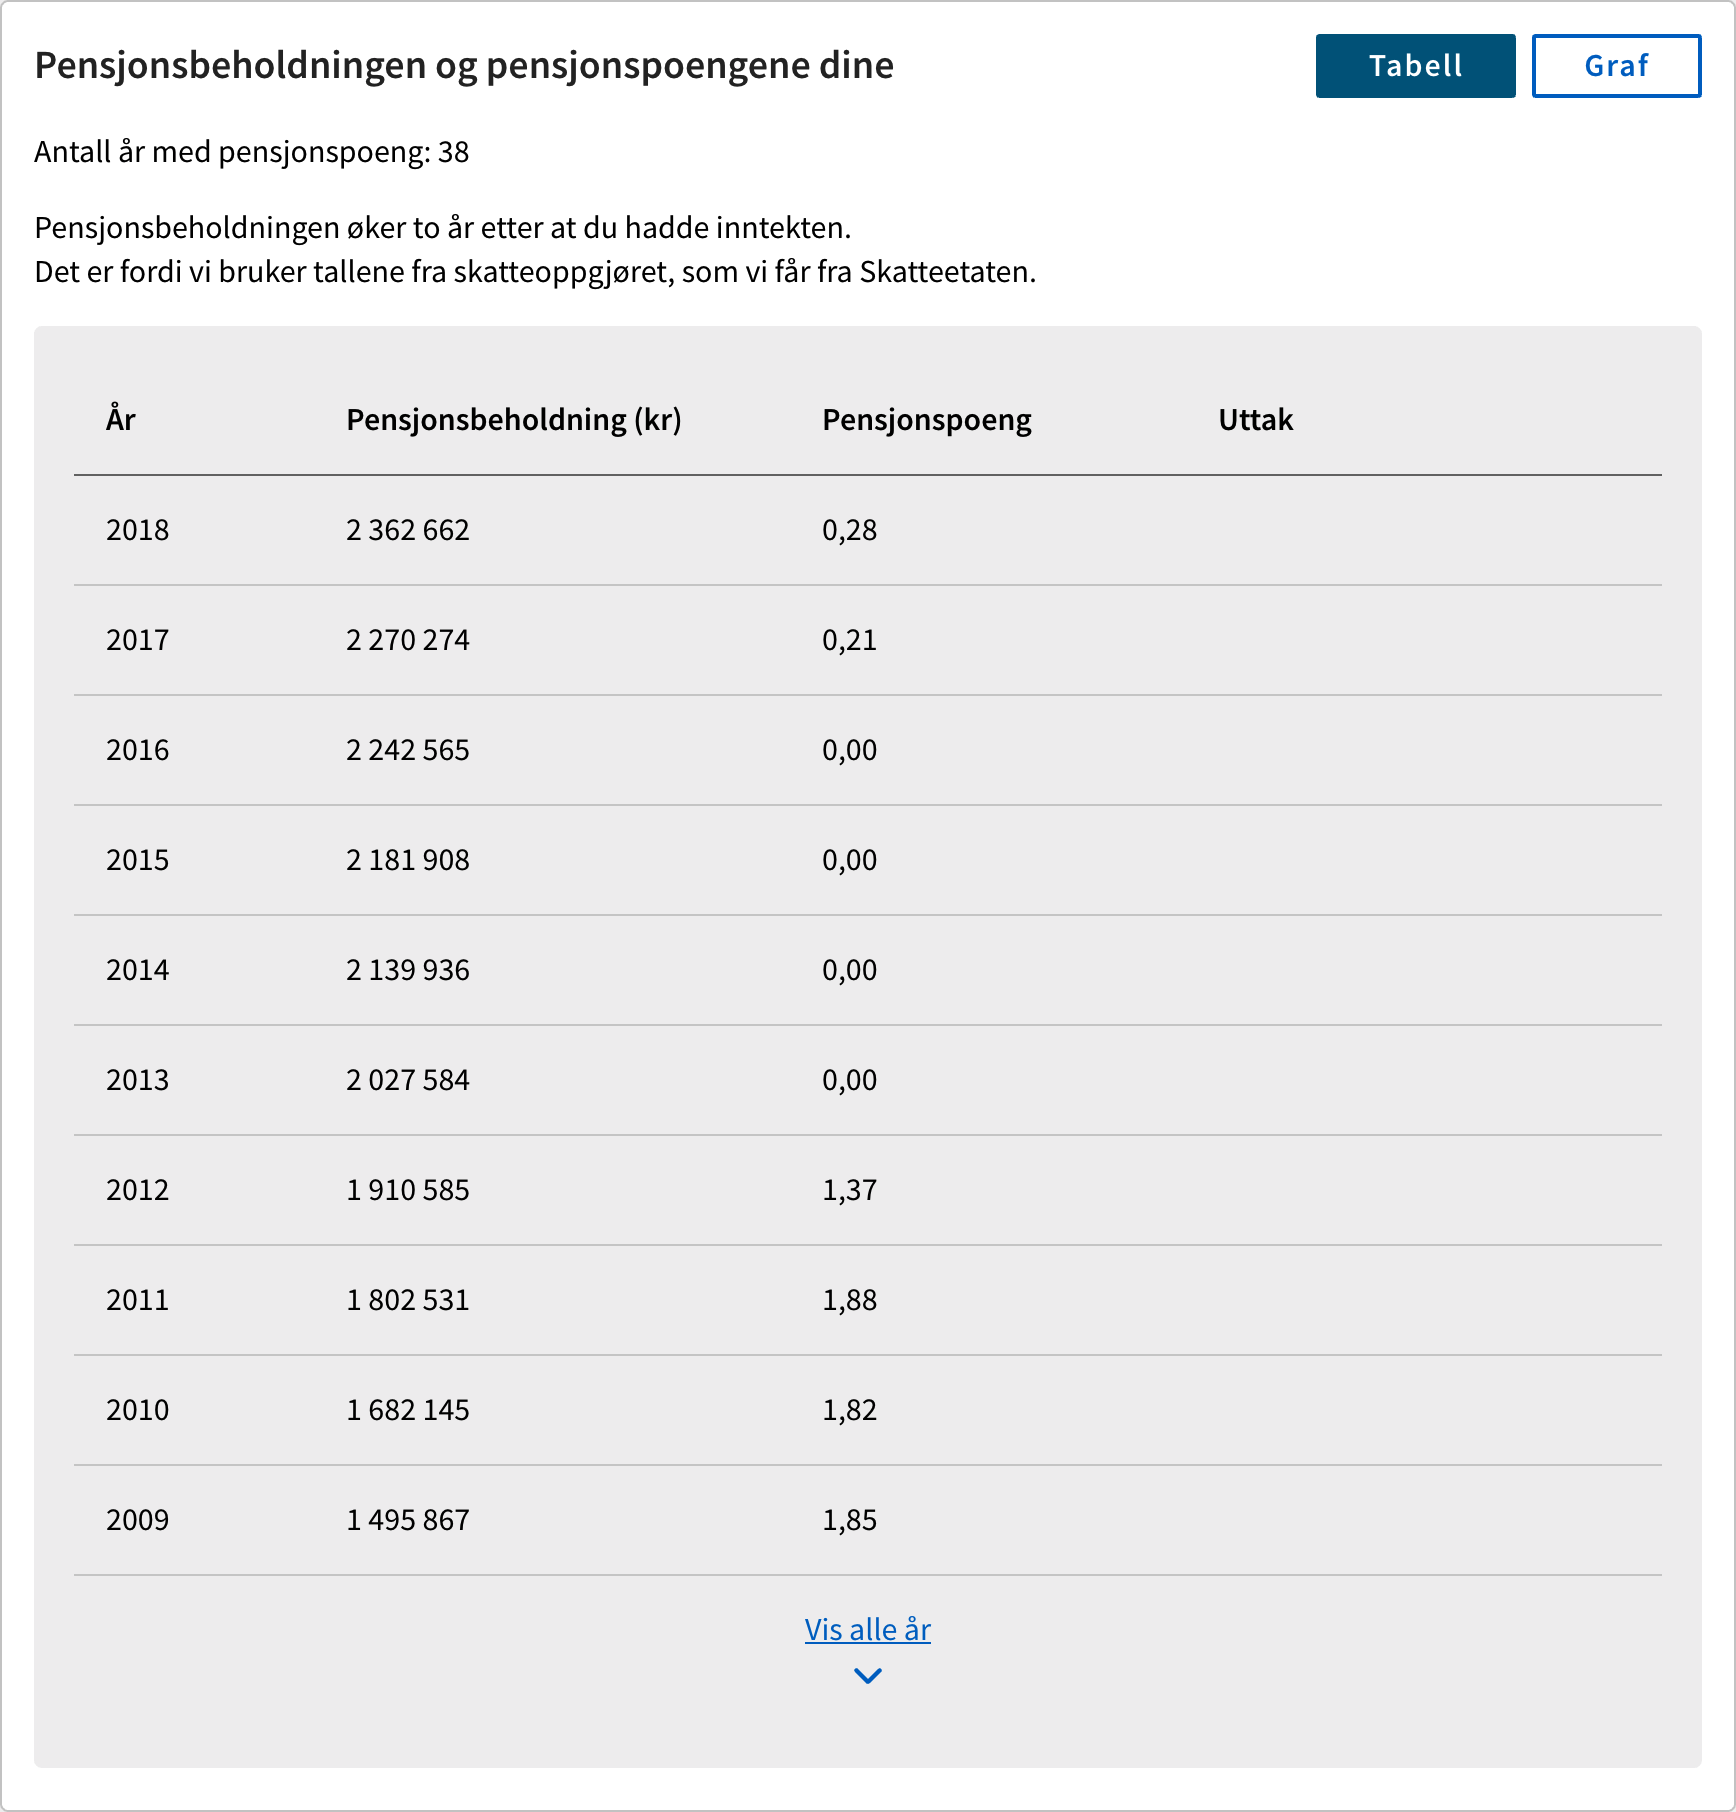 Pensjonsbeholdningen og pensjonspoengene dine
Tabell
Graf
Antall år med pensjonspoeng: 38
Pensjonsbeholdningen øker to år etter at du hadde inntekten.
Det er fordi vi bruker tallene fra skatteoppgjøret, som vi får fra Skatteetaten.
År Pensjonsbeholdning (kr) Pensjonspoeng Uttak
2018 2 362 662 0,28
2017 2 270 274 0,21
2016 2 242 565 0,00
2015 2 181 908 0,00
2014 2 139 936 0,00
2013 2 027 584 0,00
2012 1 910 585 1,37
2011 1 802 531 1,88
2010 1 682 145 1,82
2009 1 495 867 1,85
Vis alle år